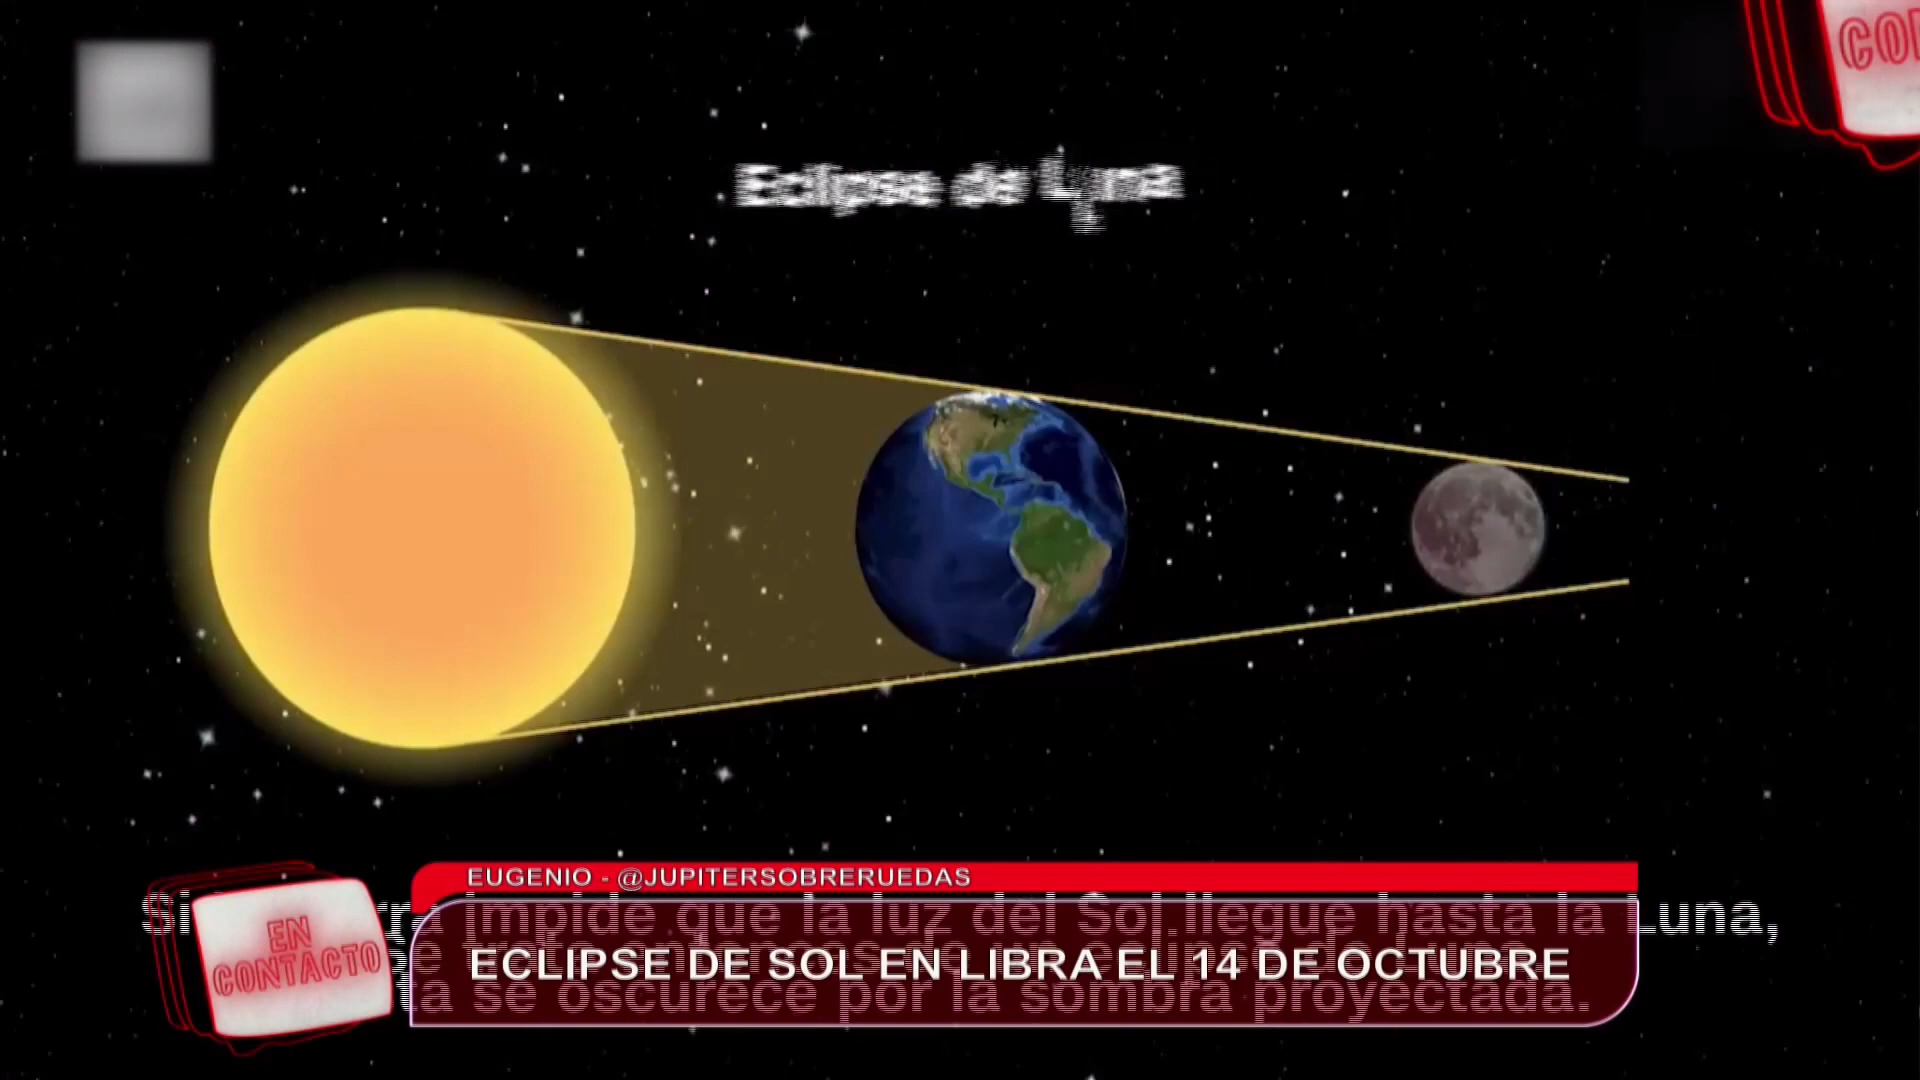 CO
Eclipse de Luna
EUGENIO - @JUPITERSOBRERUEDAS
impide que la luz del Sol llegue hasta la Luna,
EN
CONTACTO
ECLIPSE DE SOL EN LIBRA EL 14 DE OCTUBRE
se oscurece por la sombra proyectada.